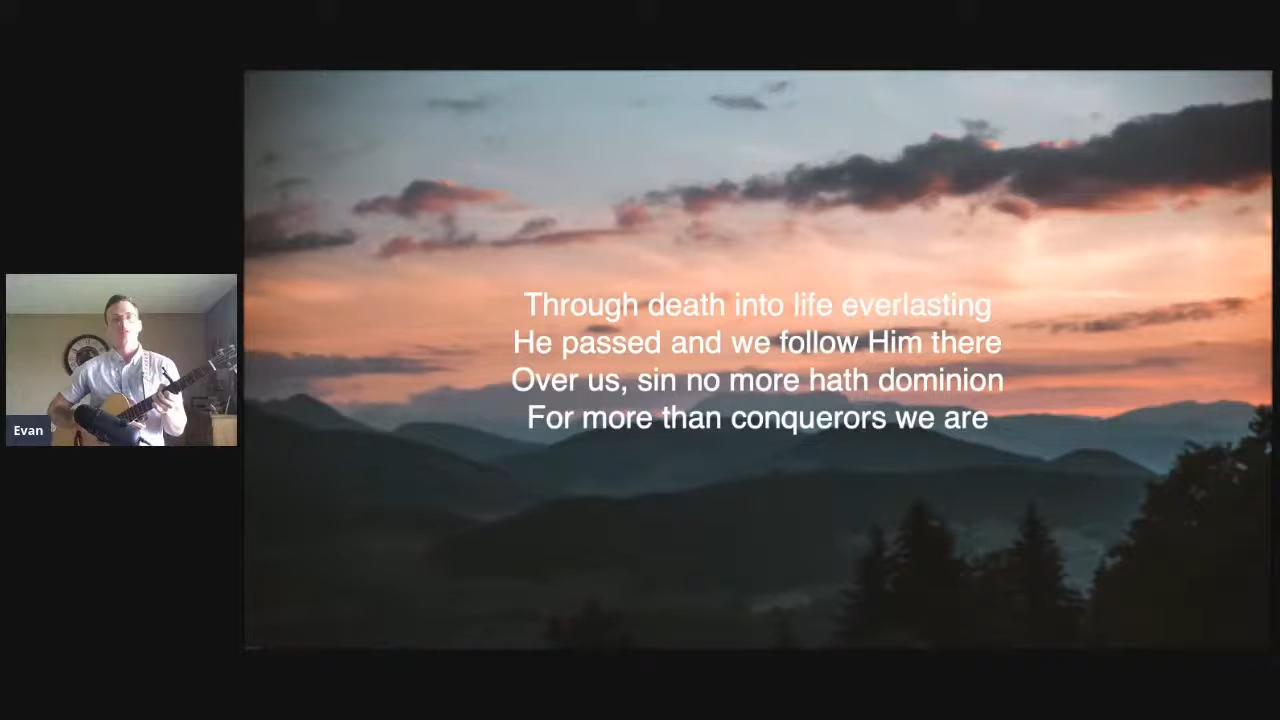 Through death into life everlasting
He passed and we follow Him there
Over us, sin no more hath dominion
For more than conquerors we are
Evan